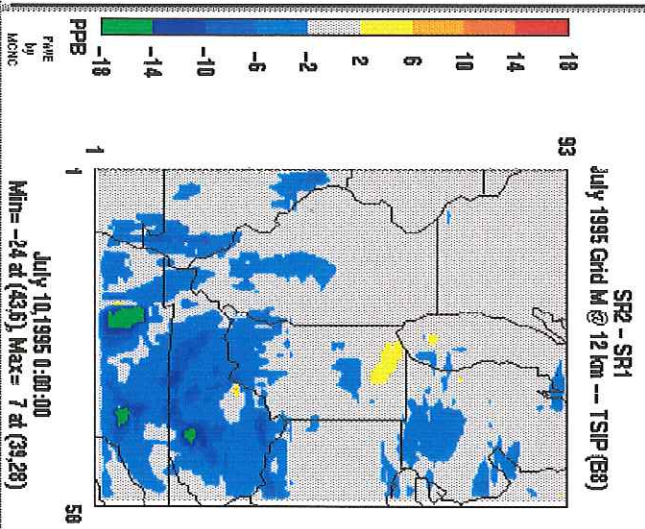 SR2 - SR1
July 1995 Grid M @ 12 km -- TSIP (B8)
18
14
10
6
2
-2
-6
-10
-14
-18
PPB
PAVE
by
MCNC
93
1
1
58
July 10,1995 0:00:00
Min= -24 at (43,6), Max= 7 at (39,28)